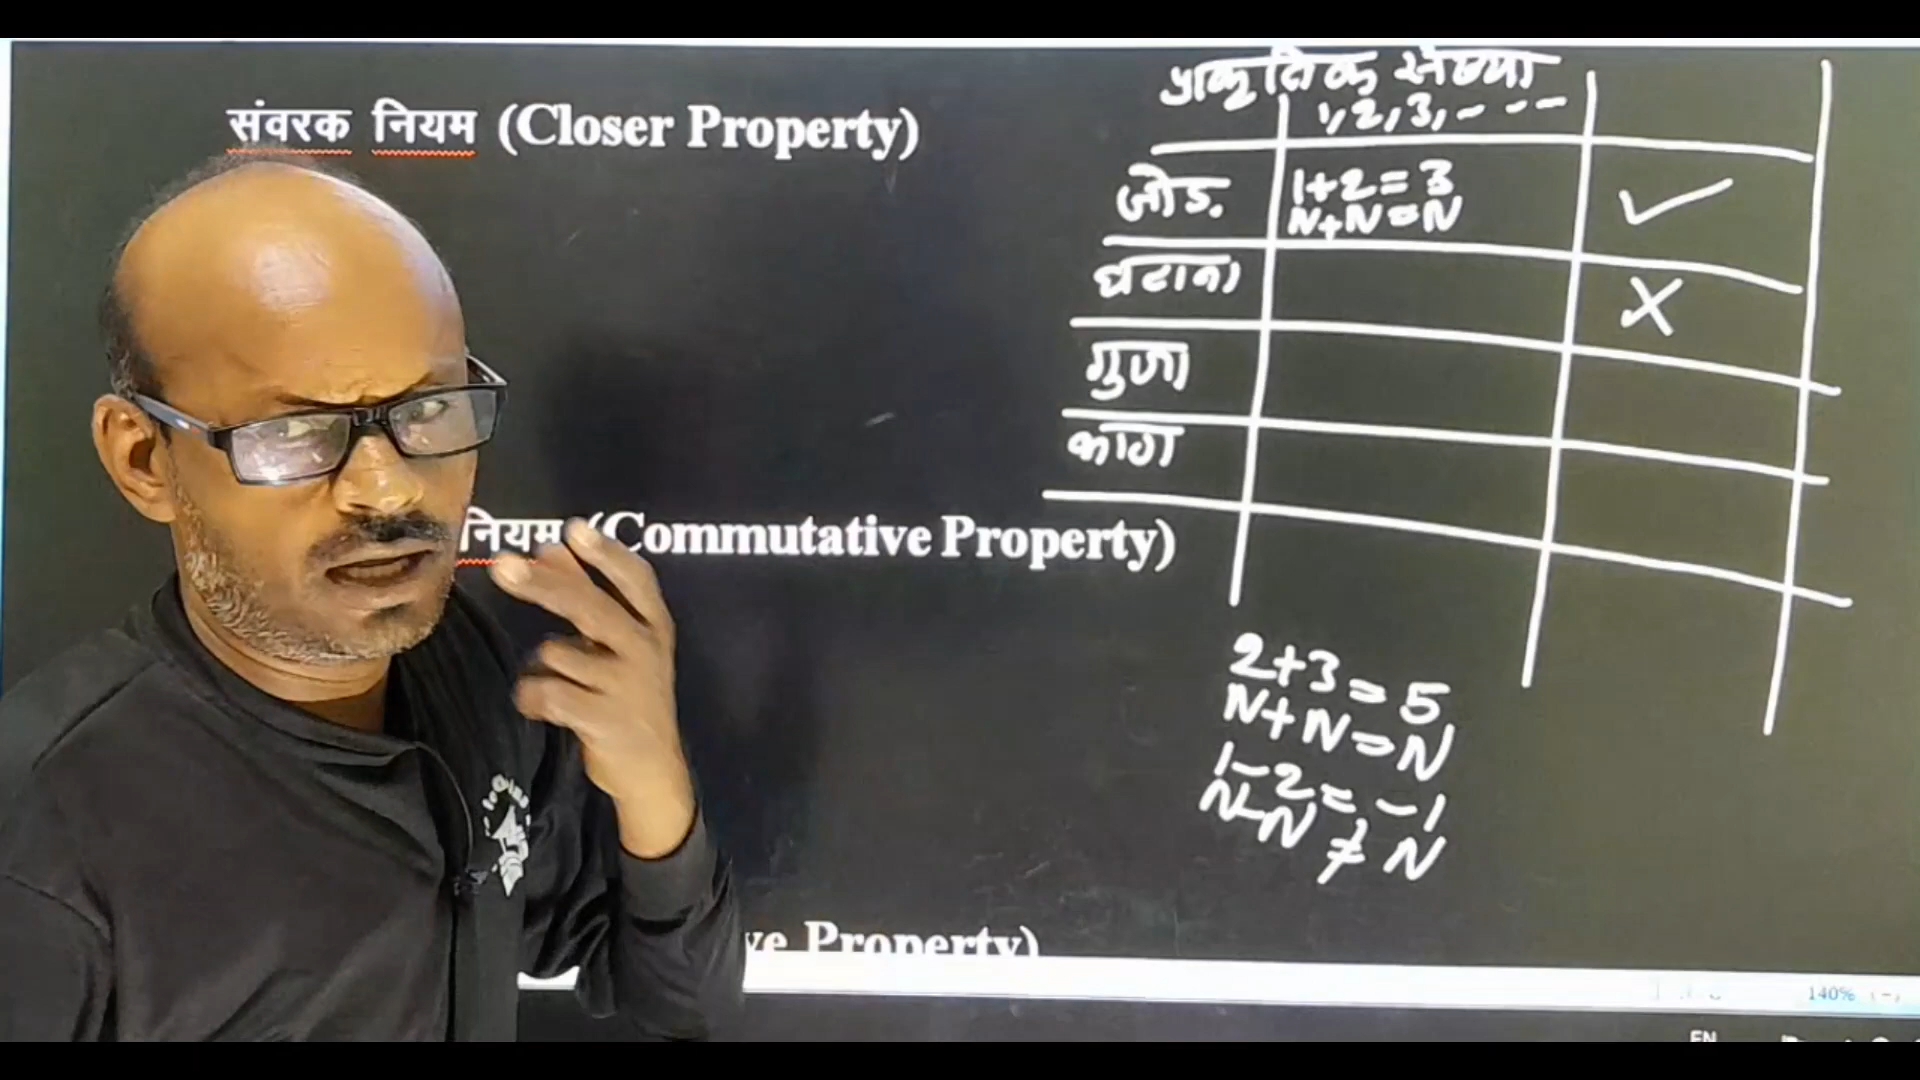 संवरक नियम (Closer Property)
प्राकृतिक संख्या
1, 2, 3, - - -
जोड़. 1+2=3 ✓
N+N=N
घटाना X
गुणा
भाग
नियम (Commutative Property)
2+3=5
N+N=N
1-2=-1
N-N≠N
ve Property)
140%
EN